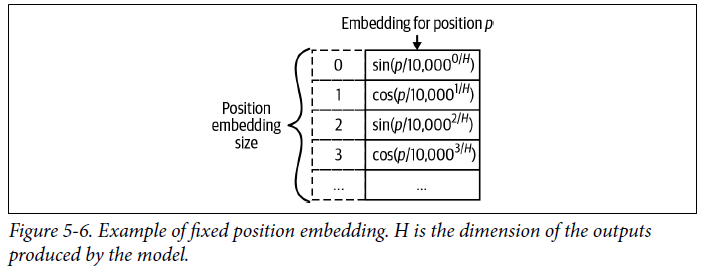 Embedding for position p
0 sin(p/10,000^0/H)
1 cos(p/10,000^1/H)
Position
embedding
size
2 sin(p/10,000^2/H)
3 cos(p/10,000^3/H)
... ...
Figure 5-6. Example of fixed position embedding. H is the dimension of the outputs
produced by the model.